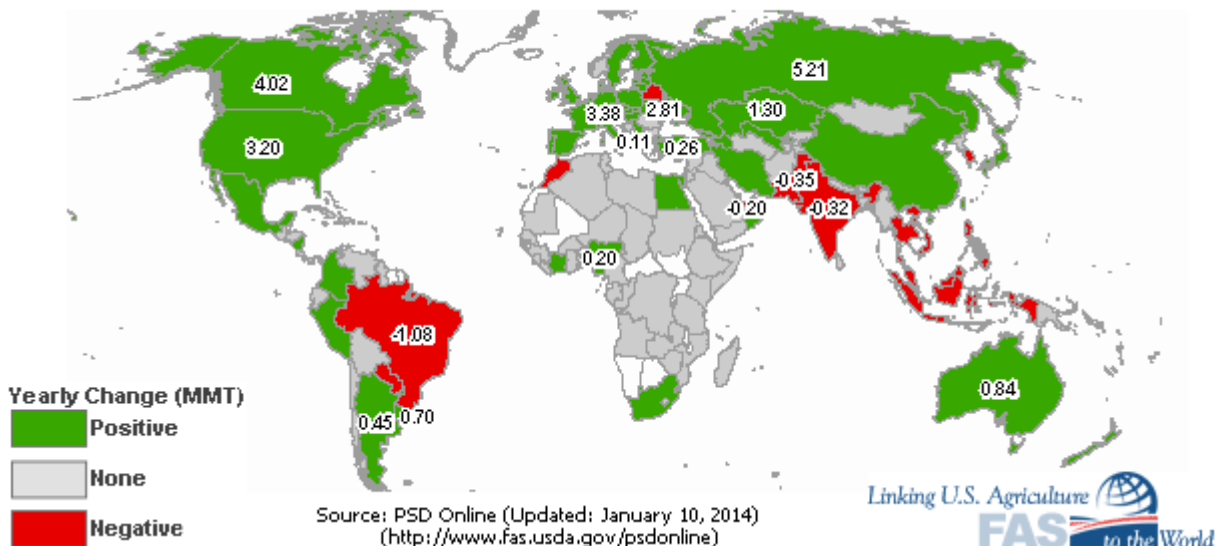 4.02
5.21
3.20
3.38
2.81
1.30
0.11
0.26
-0.35
-0.20
-0.32
0.20
-1.08
0.45
0.70
0.84
Yearly Change (MMT)
Positive
None
Negative
Source: PSD Online (Updated: January 10, 2014)
(http://www.fas.usda.gov/psdonline)
Linking U.S. Agriculture
FAS
to the World